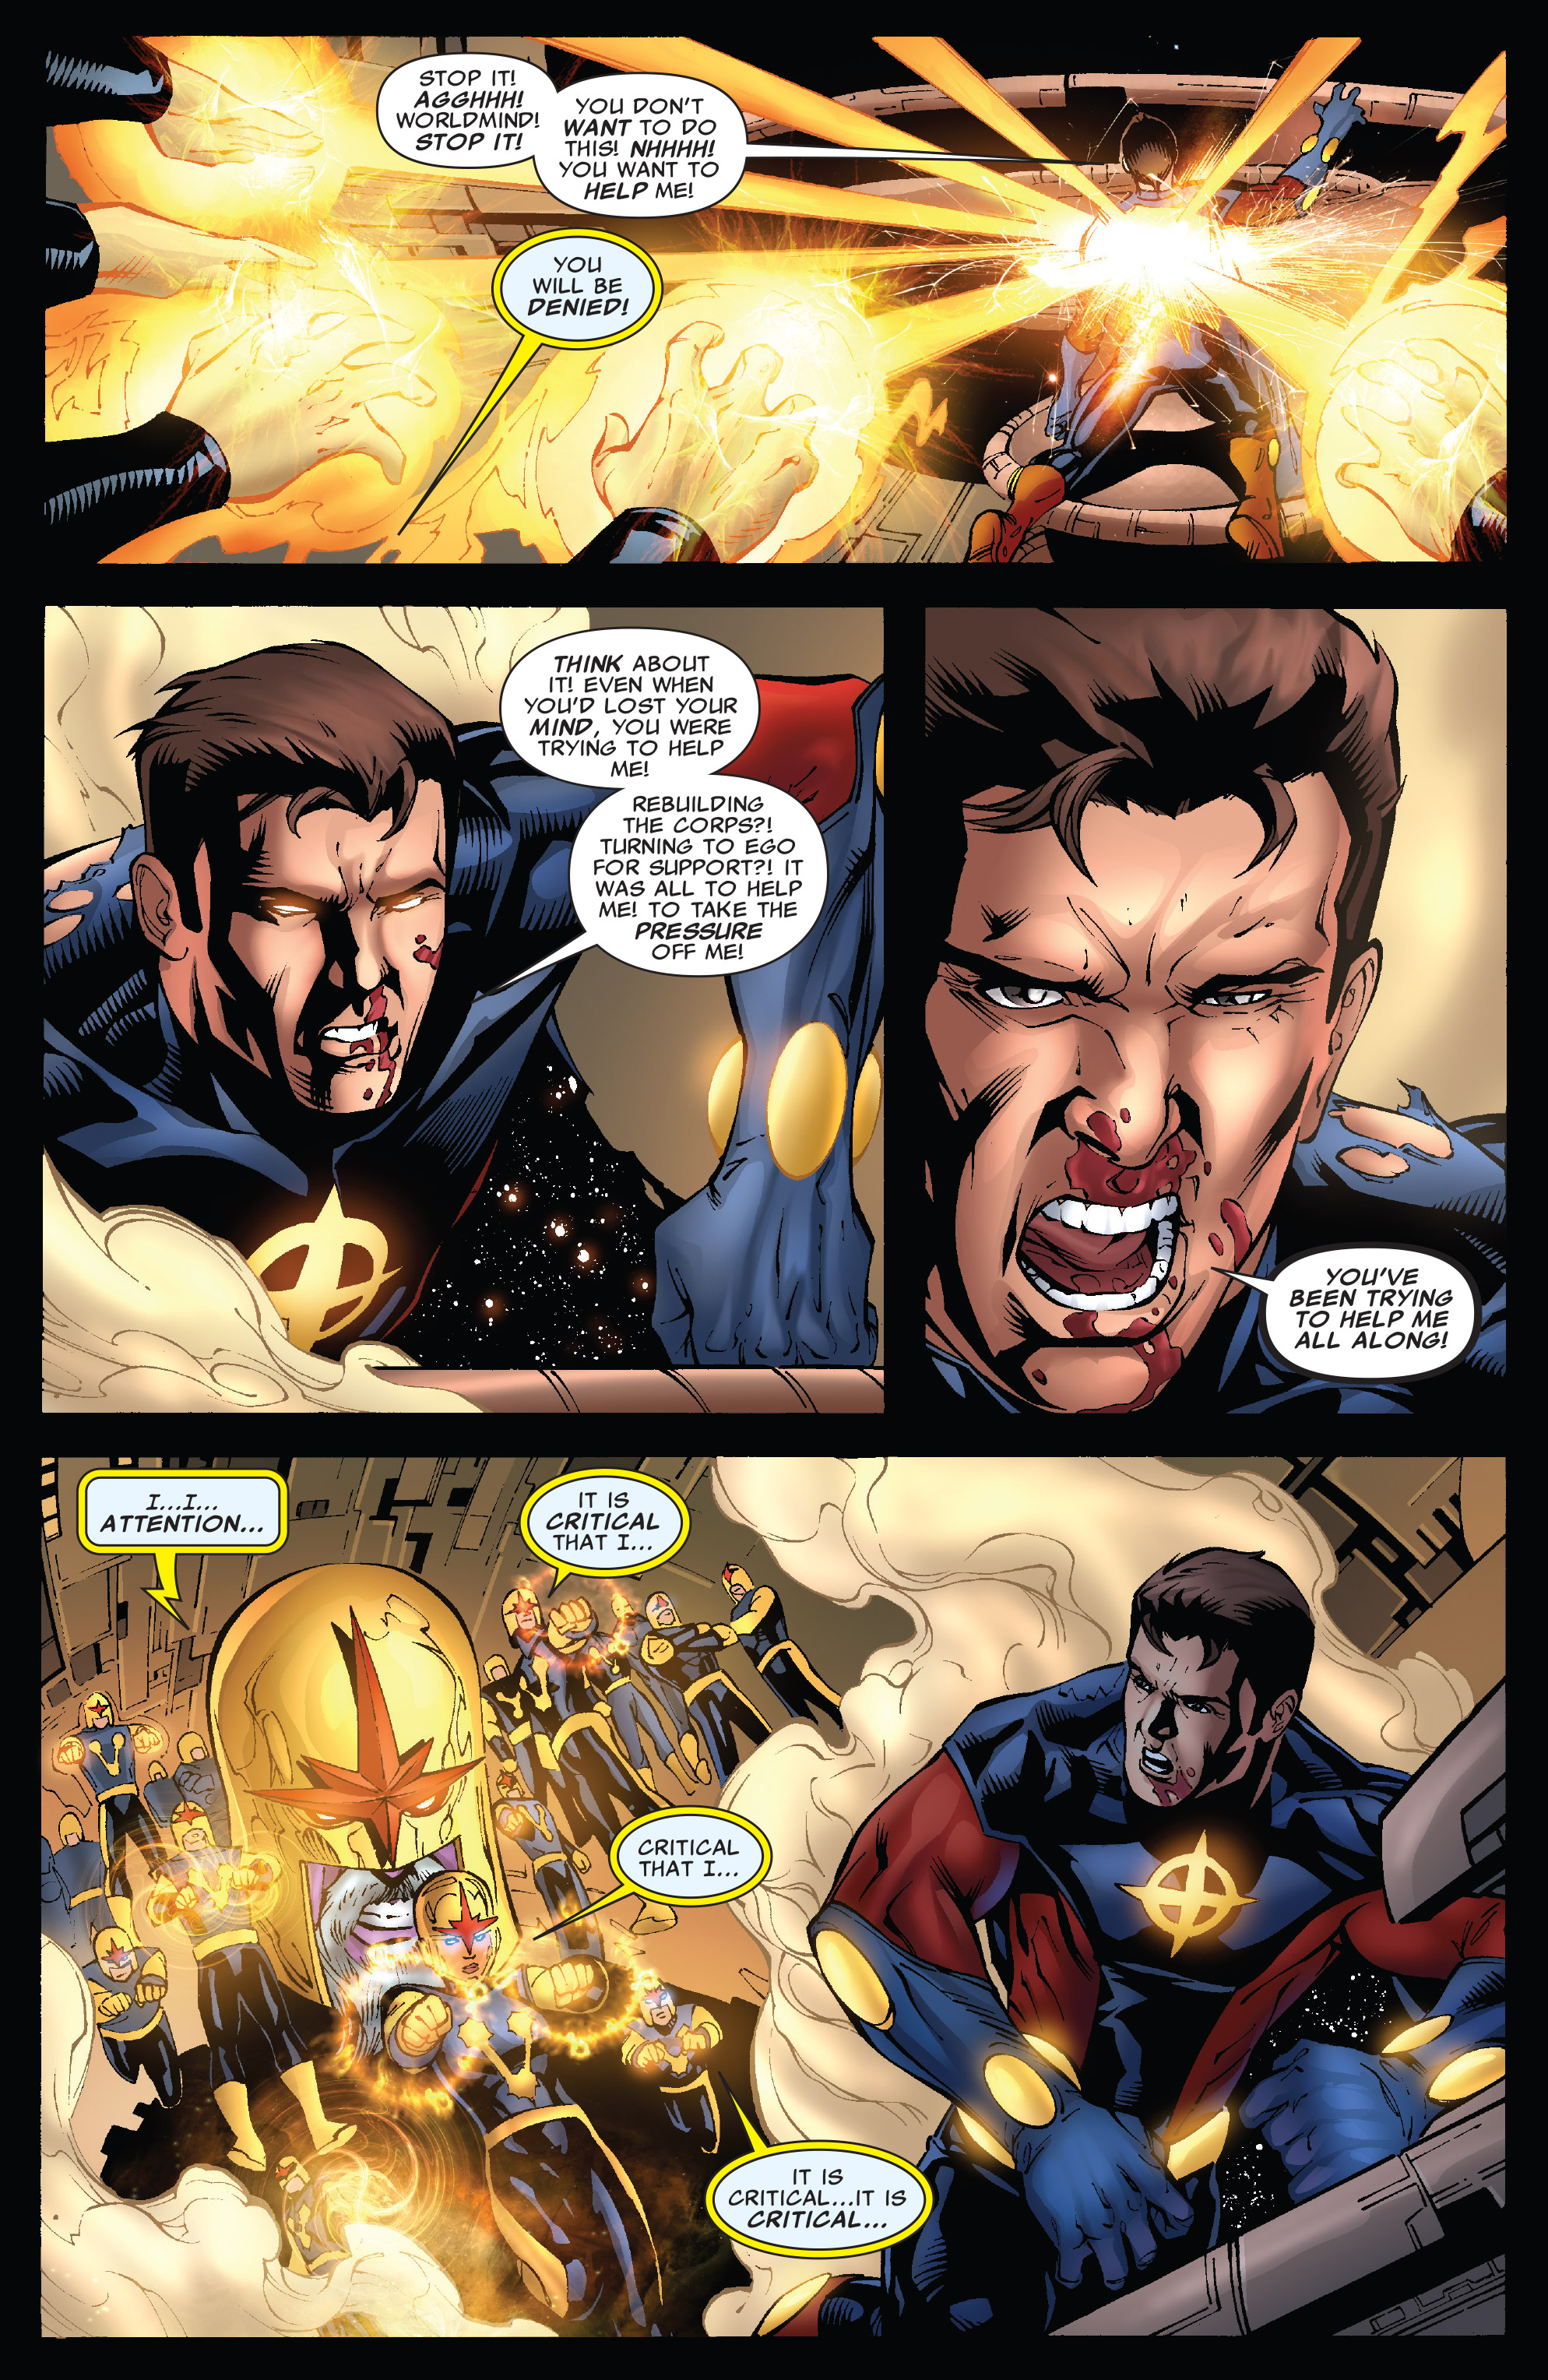 STOP IT!
AGGHHH!
WORLDMIND!
STOP IT!
YOU DON'T
WANT TO DO
THIS! NHHHH!
YOU WANT TO
HELP ME!
YOU
WILL BE
DENIED!
THINK ABOUT
IT! EVEN WHEN
YOU'D LOST YOUR
MIND, YOU WERE
TRYING TO HELP
ME!
REBUILDING
THE CORPS?!
TURNING TO EGO
FOR SUPPORT?! IT
WAS ALL TO HELP
ME! TO TAKE THE
PRESSURE
OFF ME!
YOU'VE
BEEN TRYING
TO HELP ME
ALL ALONG!
I...I...
ATTENTION...
IT IS
CRITICAL
THAT I...
CRITICAL
THAT I...
IT IS
CRITICAL...IT IS
CRITICAL...